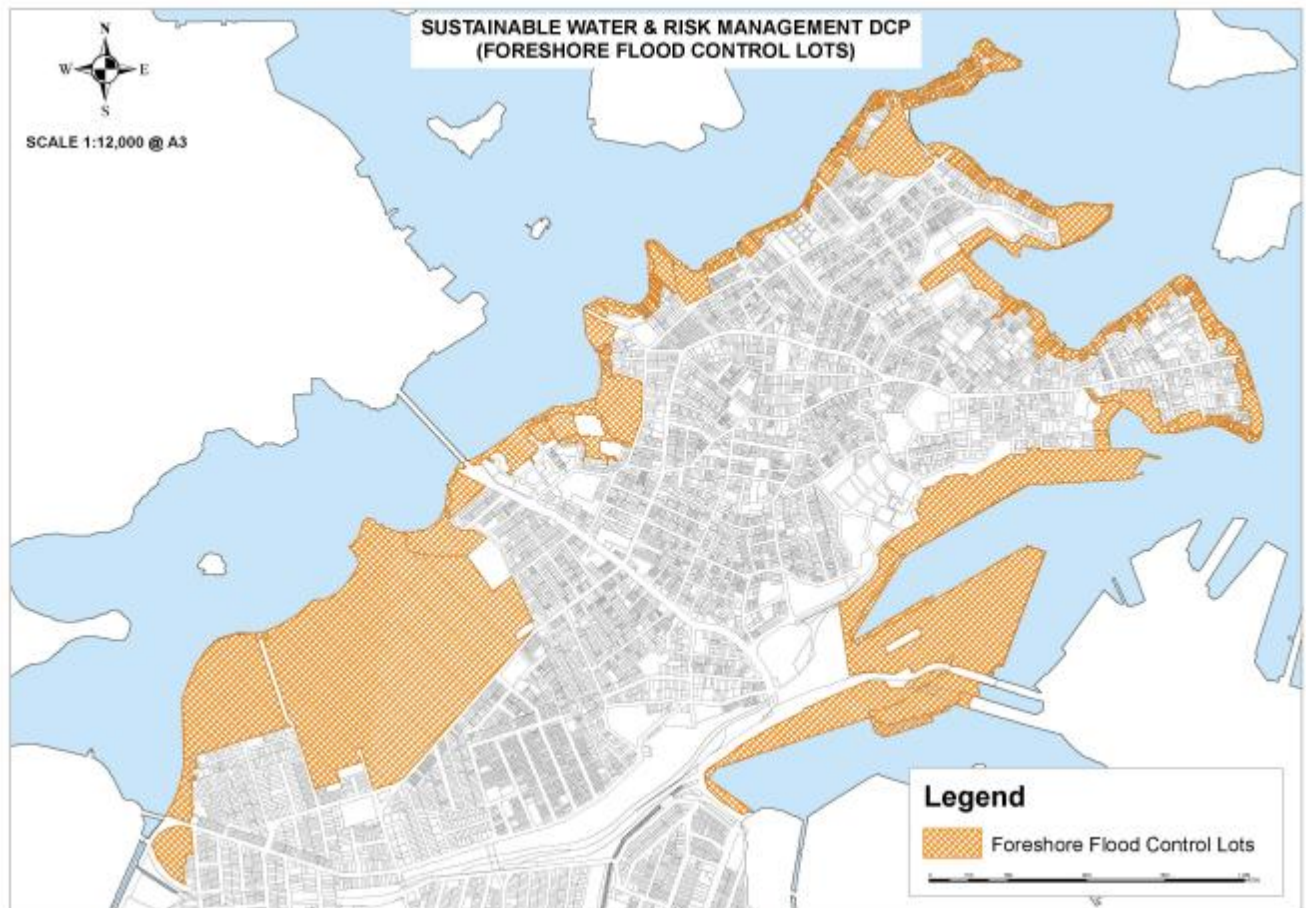 SUSTAINABLE WATER & RISK MANAGEMENT DCP
(FORESHORE FLOOD CONTROL LOTS)
N
W E
S
SCALE 1:12,000 @ A3
Legend
Foreshore Flood Control Lots